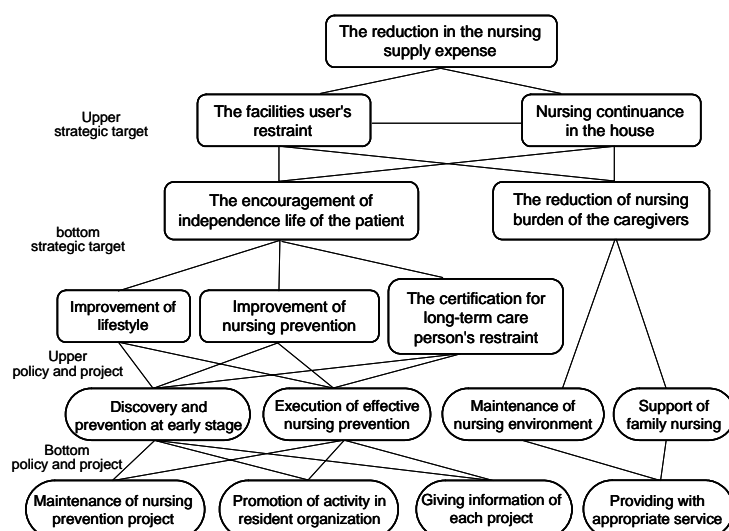 The reduction in the nursing
supply expense
Upper
strategic target
The facilities user's
restraint
Nursing continuance
in the house
The encouragement of
independence life of the patient
The reduction of nursing
burden of the caregivers
bottom
strategic target
Improvement of
lifestyle
Improvement of
nursing prevention
The certification for
long-term care
person's restraint
Upper
policy and project
Discovery and
prevention at early stage
Execution of effective
nursing prevention
Maintenance of
nursing environment
Support of
family nursing
Bottom
policy and project
Maintenance of nursing
prevention project
Promotion of activity in
resident organization
Giving information of
each project
Providing with
appropriate service